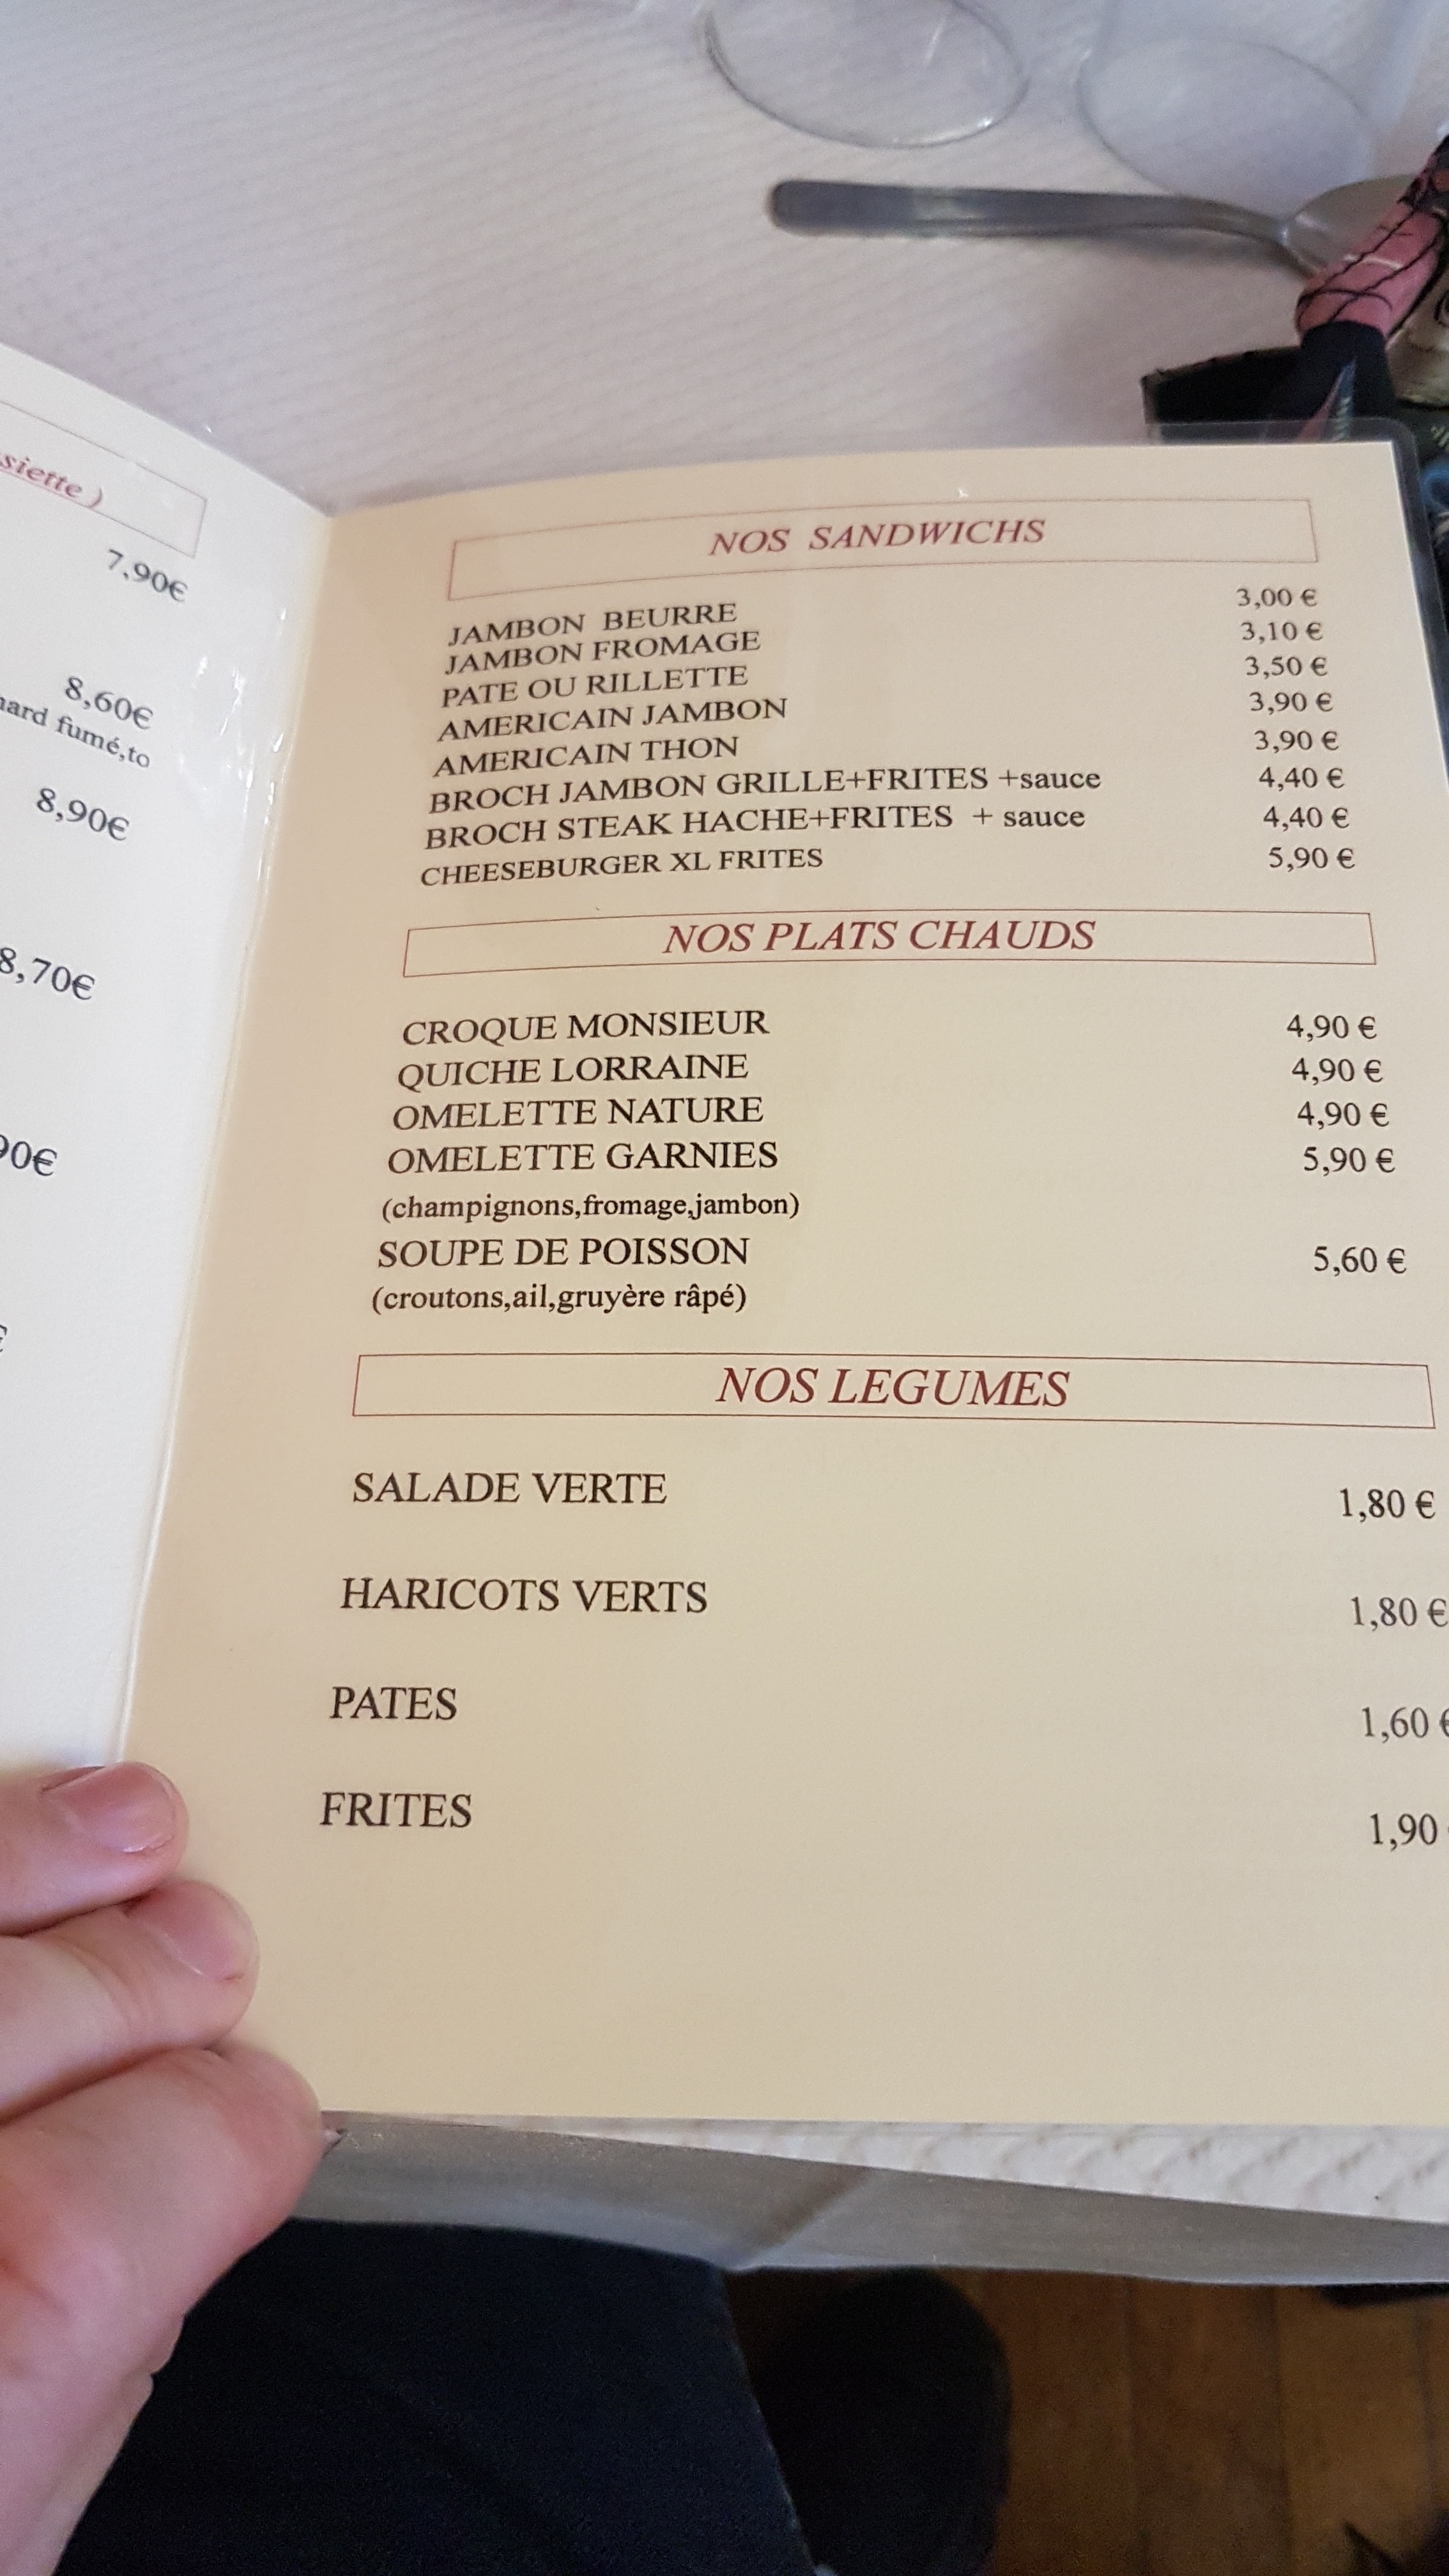 siette )
7.90€
8,60€
fumé,to
8,90€
8,70€
90€
NOS SANDWICHS
JAMBON BEURRE 3,00 €
JAMBON FROMAGE 3,10 €
PATE OU RILLETTE 3,50 €
AMERICAIN JAMBON 3,90 €
AMERICAIN THON 3,90 €
BROCH JAMBON GRILLE+FRITES +sauce 4,40 €
BROCH STEAK HACHE+FRITES + sauce 4,40 €
CHEESEBURGER XL FRITES 5,90 €
NOS PLATS CHAUDS
CROQUE MONSIEUR 4,90 €
QUICHE LORRAINE 4,90 €
OMELETTE NATURE 4,90 €
OMELETTE GARNIES 5,90 €
(champignons,fromage,jambon)
SOUPE DE POISSON 5,60 €
(croutons,ail,gruyère râpé)
NOS LEGUMES
SALADE VERTE 1,80 €
HARICOTS VERTS 1,80 €
PATES 1,60 €
FRITES 1,90